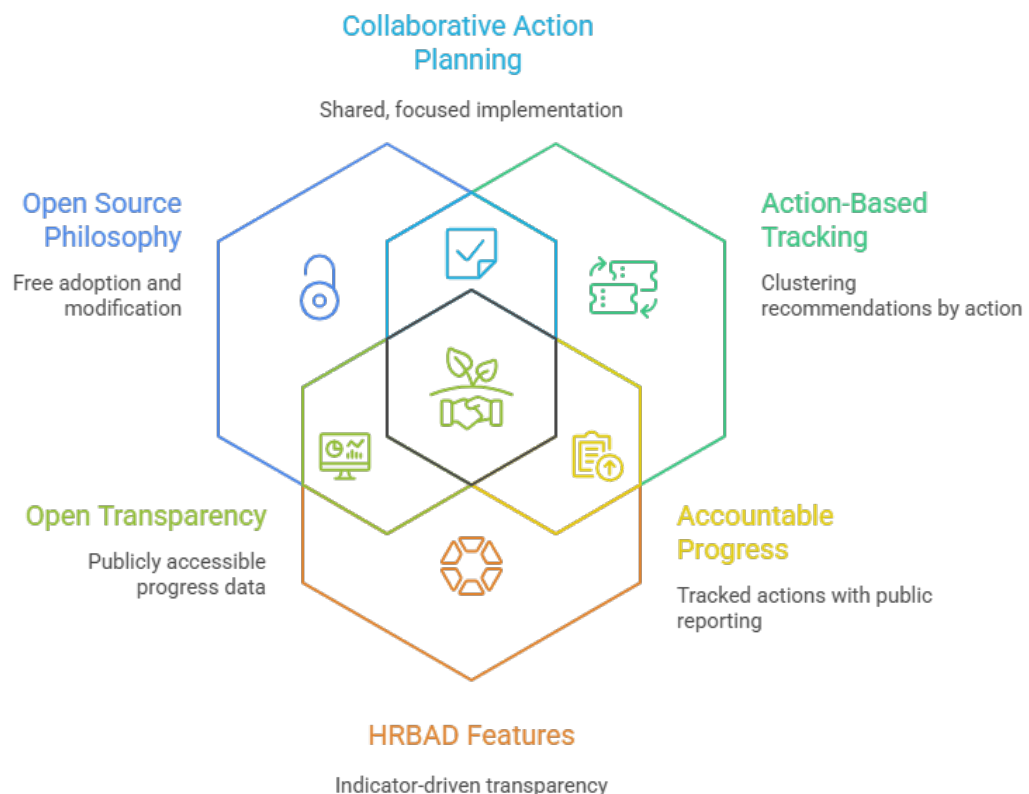 Collaborative Action
Planning
Shared, focused implementation
Open Source
Philosophy
Free adoption and
modification
Action-Based
Tracking
Clustering
recommendations by action
Open Transparency
Publicly accessible
progress data
Accountable
Progress
Tracked actions with public
reporting
HRBAD Features
Indicator-driven transparency